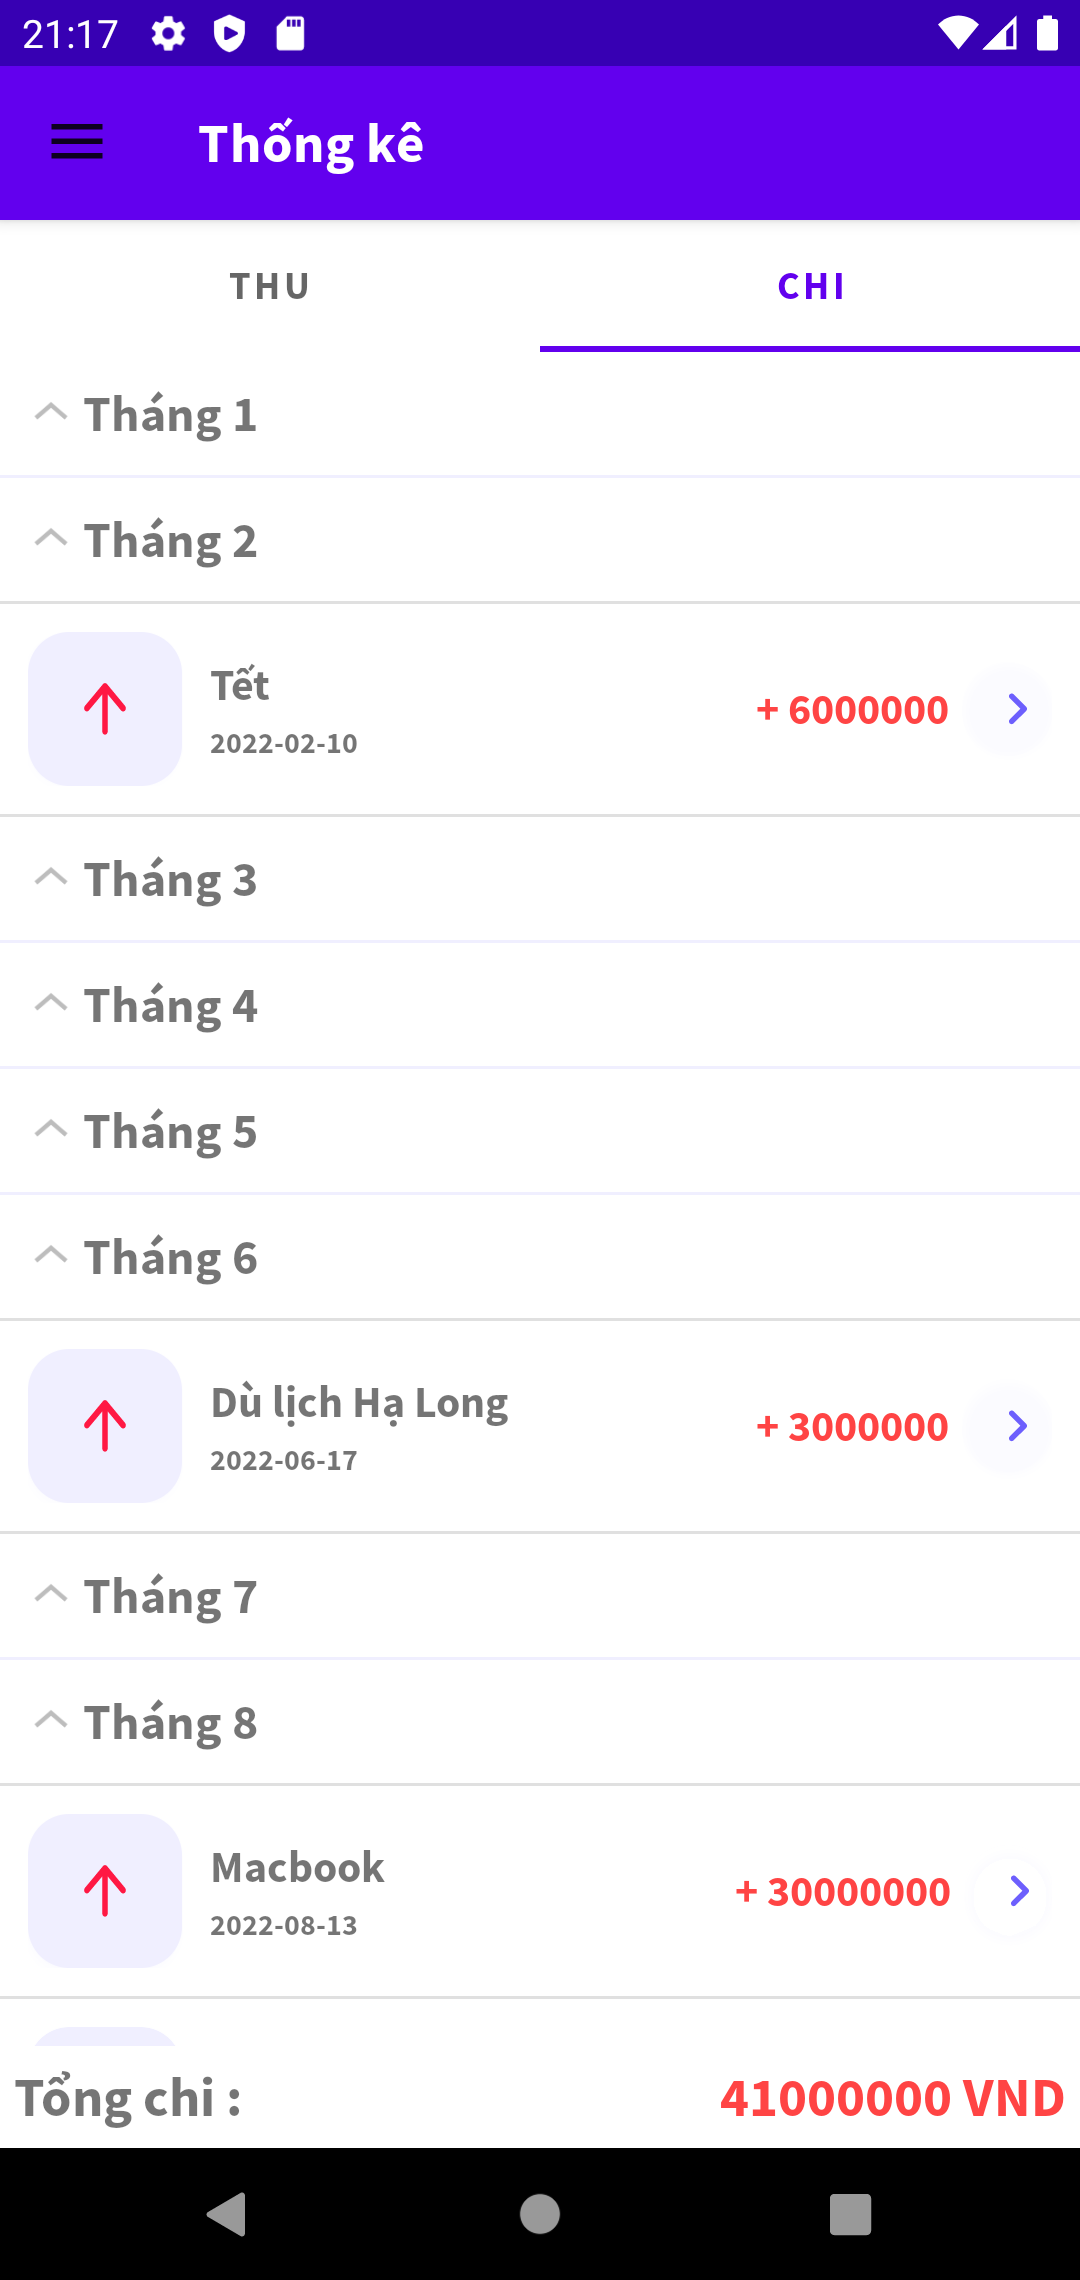 21:17
Thống kê
THU
CHI
Tháng 1
Tháng 2
Tết
+ 6000000
2022-02-10
Tháng 3
Tháng 4
Tháng 5
Tháng 6
Dù lịch Hạ Long
+ 3000000
2022-06-17
Tháng 7
Tháng 8
Macbook
+ 30000000
2022-08-13
Tổng chi :
41000000 VND